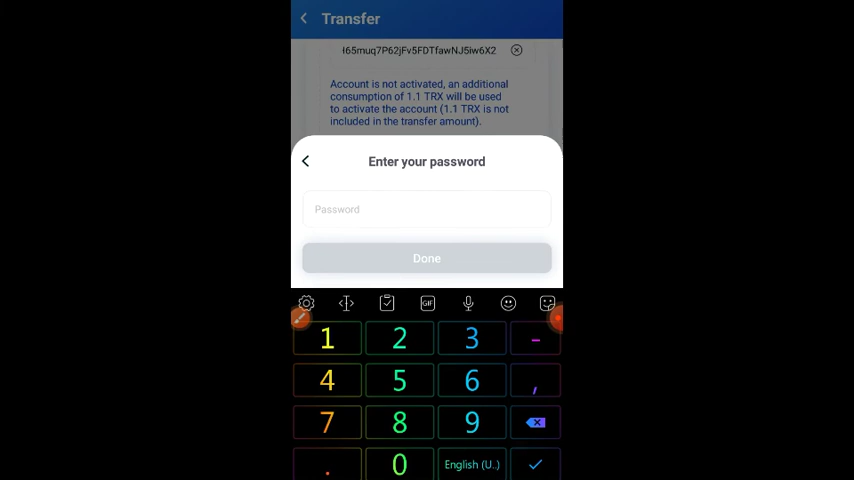 Transfer
H65muq7P62jFv5FDTfawNJ5iw6X2
Account is not activated, an additional
consumption of 1.1 TRX will be used
to activate the account (1.1 TRX is not
included in the transfer amount).
Enter your password
Password
Done
GIF
1 2 3 -
4 5 6 ,
7 8 9
. 0 English (U..)